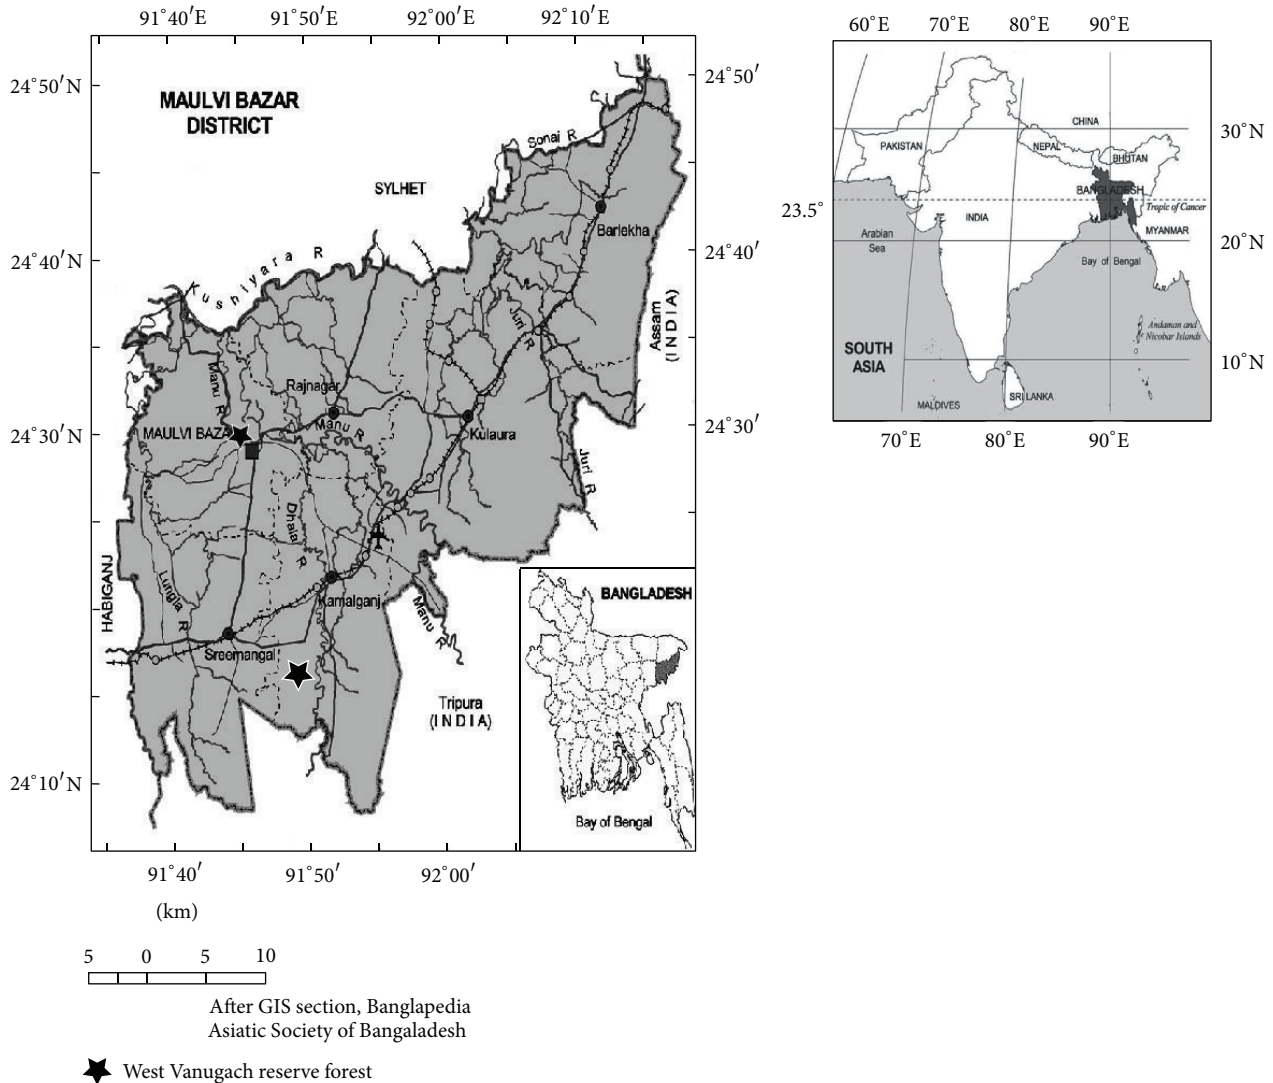 91°40′E 91°50′E 92°00′E 92°10′E
24°50′N
24°40′N
24°30′N
24°10′N
24°50′
24°40′
24°30′
MAULVI BAZAR
DISTRICT
SYLHET
Sonai R
Barlekha
Kushiyara R
Juri R
Assam
(INDIA)
Manu R
Rajnagar
MAULVI BAZA
Manu R
Kulaura
Juri R
Dhala R
HABIGANJ
Lungla R
Kamalganj
Manu R
Sreemangal
Tripura
(INDIA)
BANGLADESH
Bay of Bengal
91°40′ 91°50′ 92°00′
(km)
5 0 5 10
After GIS section, Banglapedia
Asiatic Society of Bangaladesh
West Vanugach reserve forest
60°E 70°E 80°E 90°E
CHINA
30°N
PAKISTAN
NEPAL
BHUTAN
BANGLADESH
23.5°
Tropic of Cancer
INDIA
MYANMAR
Arabian
Sea
20°N
Bay of Bengal
Andaman and
Nicobar Islands
SOUTH
ASIA
10°N
MALDIVES
SRI LANKA
70°E 80°E 90°E